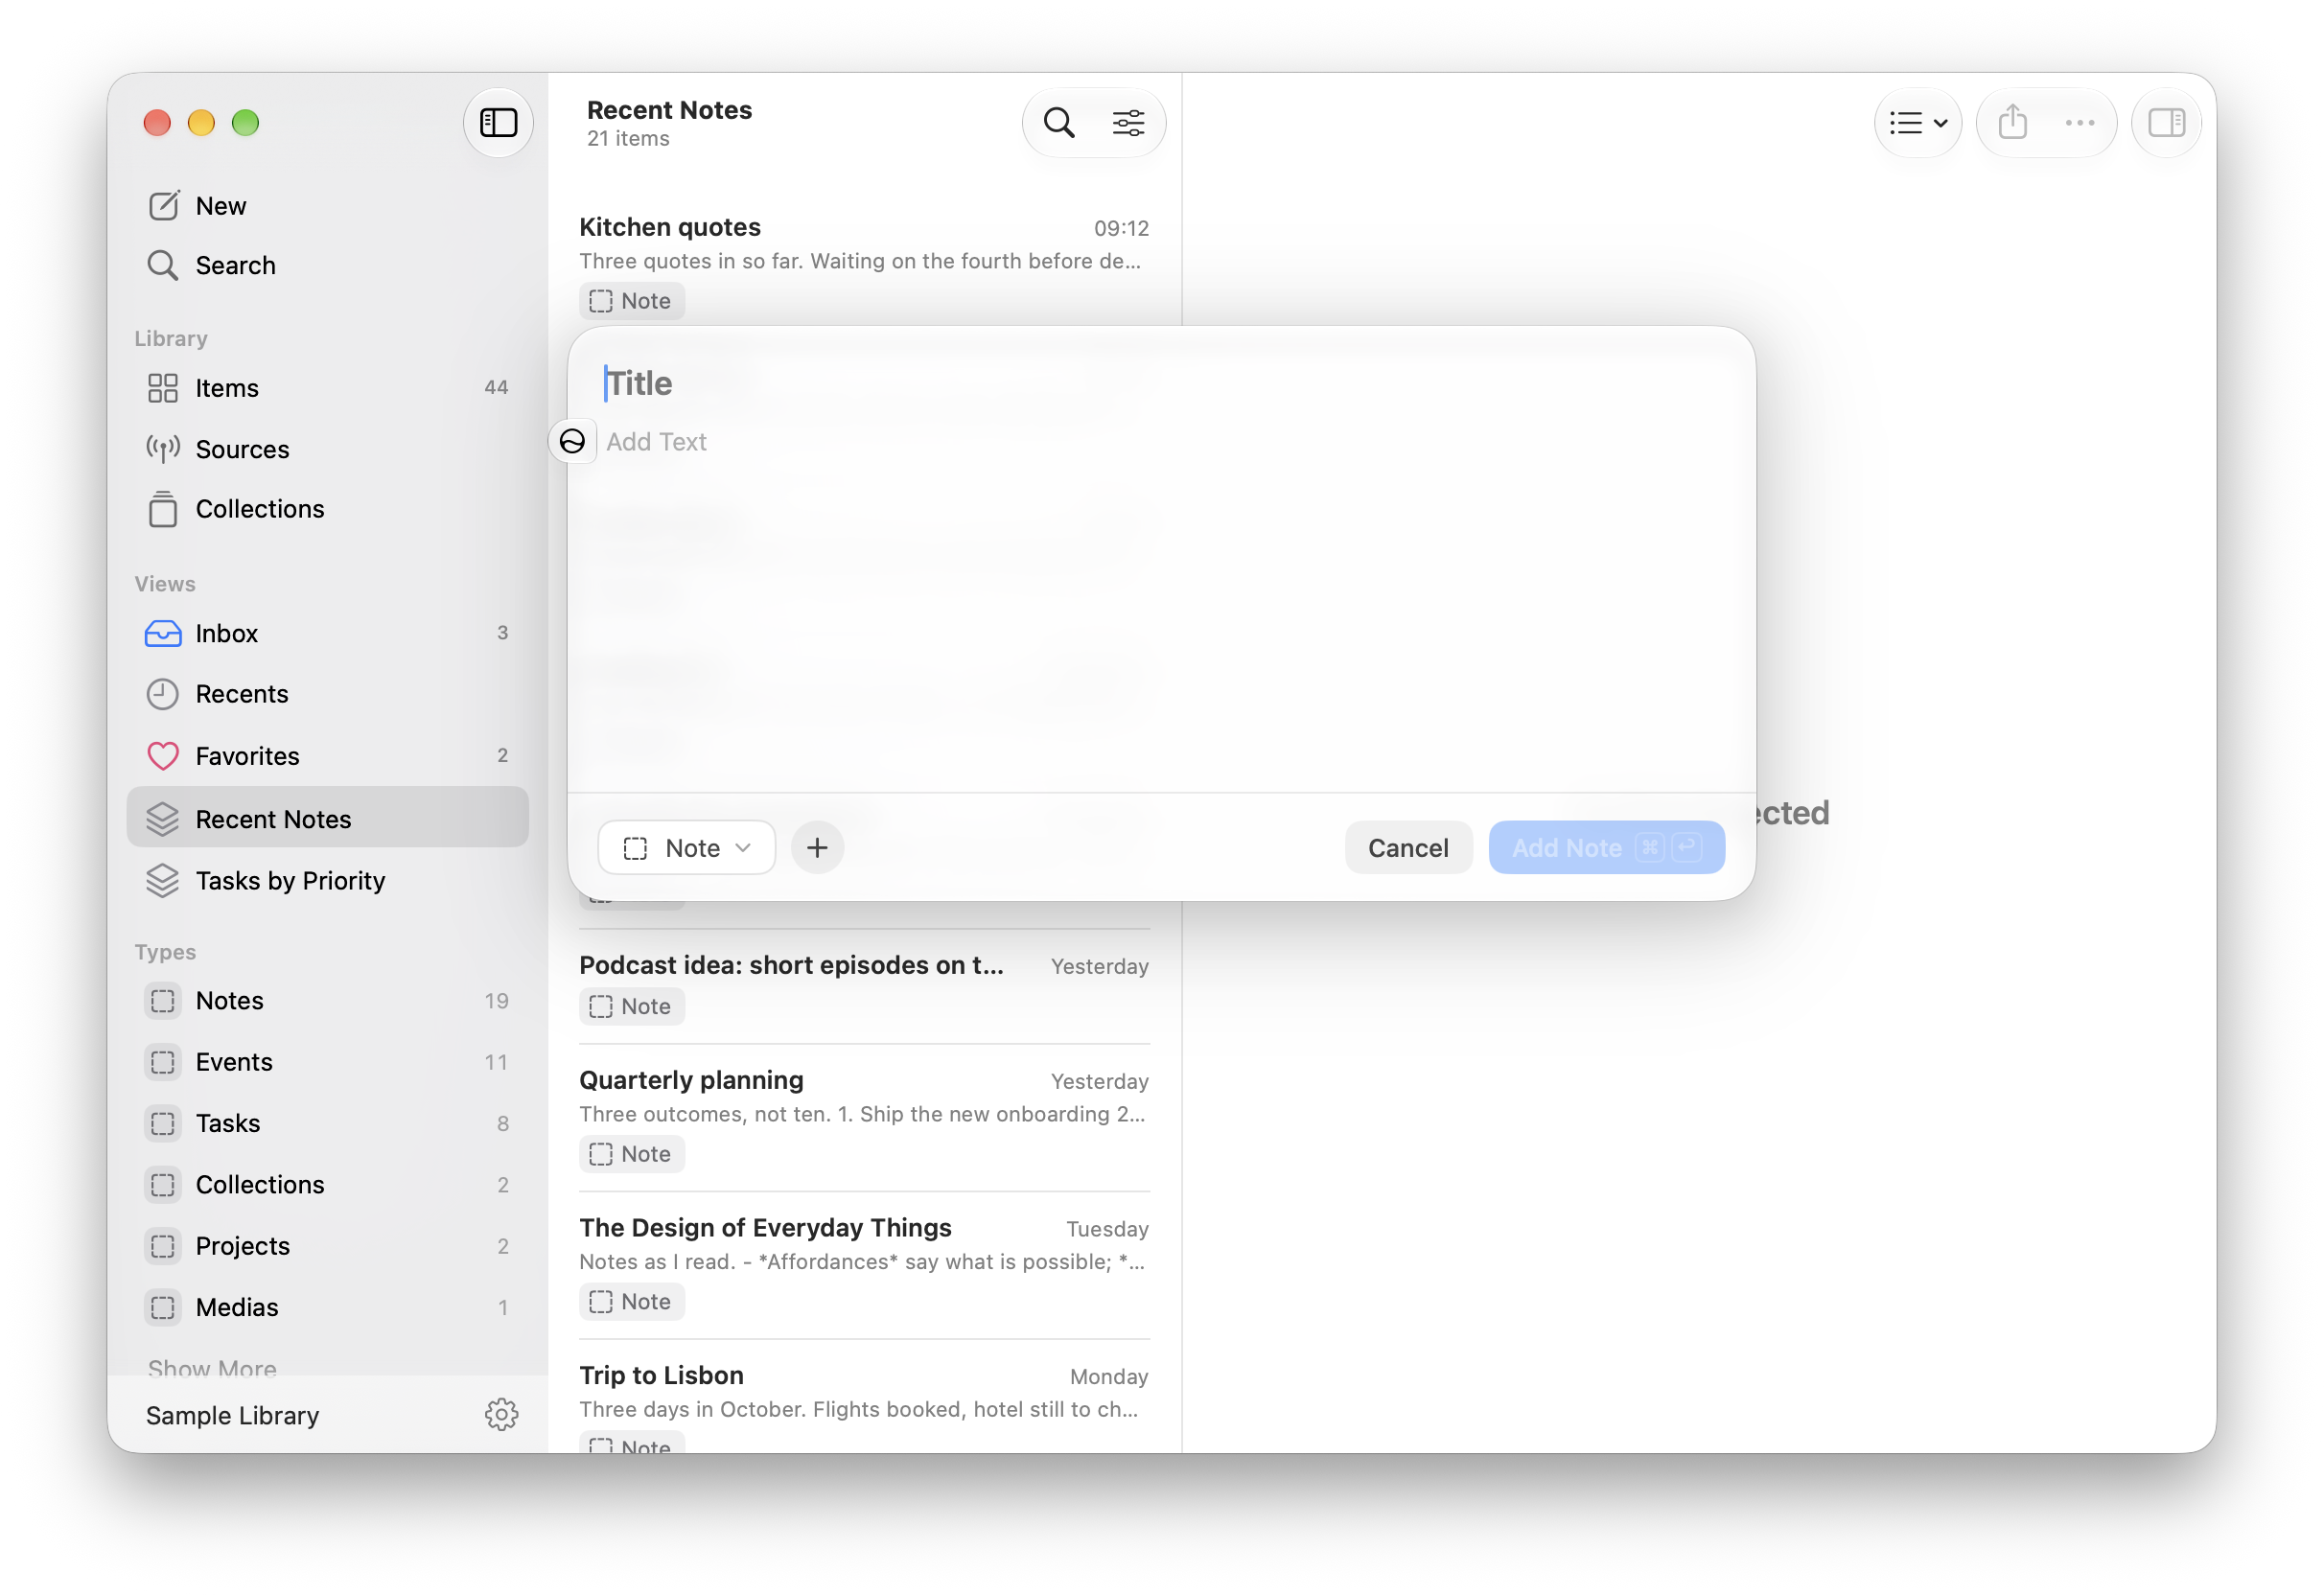 New
Search
Library
Items 44
Sources
Collections
Views
Inbox 3
Recents
Favorites 2
Recent Notes
Tasks by Priority
Types
Notes 19
Events 11
Tasks 8
Collections 2
Projects 2
Medias 1
Show More
Sample Library
Recent Notes
21 items
Kitchen quotes 09:12
Three quotes in so far. Waiting on the fourth before de...
Note
Title
Add Text
Note
Cancel
Add Note ⌘ ↩
ected
Podcast idea: short episodes on t... Yesterday
Note
Quarterly planning Yesterday
Three outcomes, not ten. 1. Ship the new onboarding 2...
Note
The Design of Everyday Things Tuesday
Notes as I read. - *Affordances* say what is possible; *...
Note
Trip to Lisbon Monday
Three days in October. Flights booked, hotel still to ch...
Note